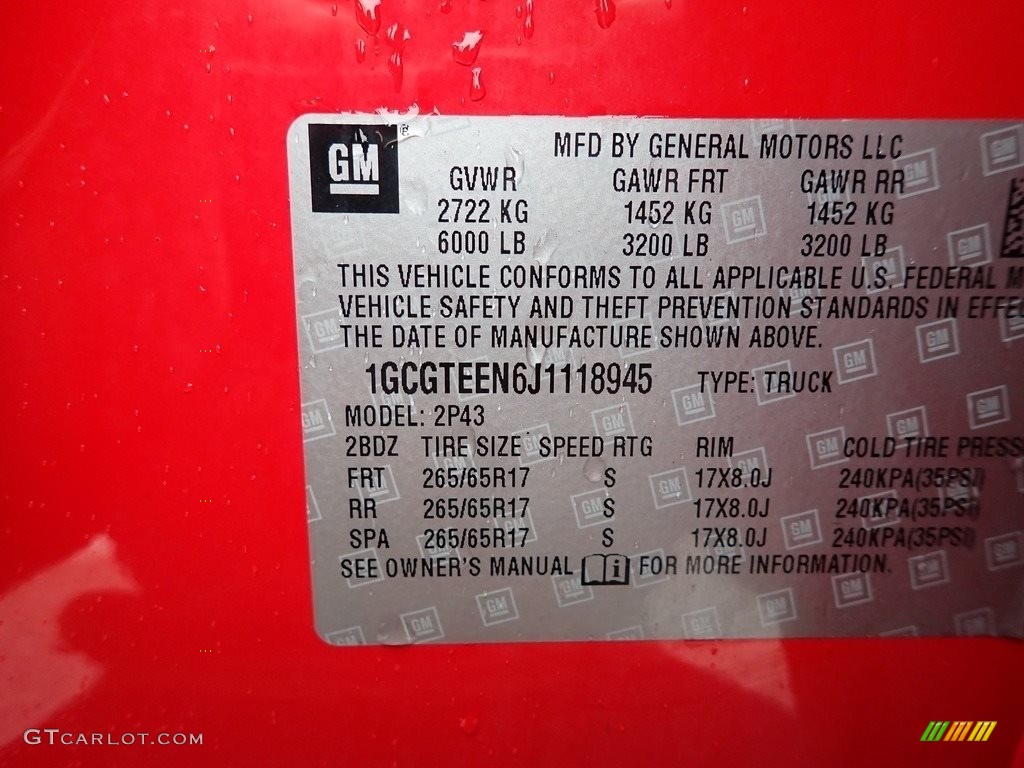 GM
MFD BY GENERAL MOTORS LLC
GVWR GAWR FRT GAWR RR
2722 KG 1452 KG 1452 KG
6000 LB 3200 LB 3200 LB
THIS VEHICLE CONFORMS TO ALL APPLICABLE U.S. FEDERAL M
VEHICLE SAFETY AND THEFT PREVENTION STANDARDS IN EFFE
THE DATE OF MANUFACTURE SHOWN ABOVE.
1GCGTEEN6J1118945 TYPE: TRUCK
MODEL: 2P43
2BDZ TIRE SIZE SPEED RTG RIM COLD TIRE PRESS
FRT 265/65R17 S 17X8.0J 240KPA(35PSI)
RR 265/65R17 S 17X8.0J 240KPA(35PSI)
SPA 265/65R17 S 17X8.0J 240KPA(35PSI)
SEE OWNER'S MANUAL i FOR MORE INFORMATION.
GTCARLOT.COM